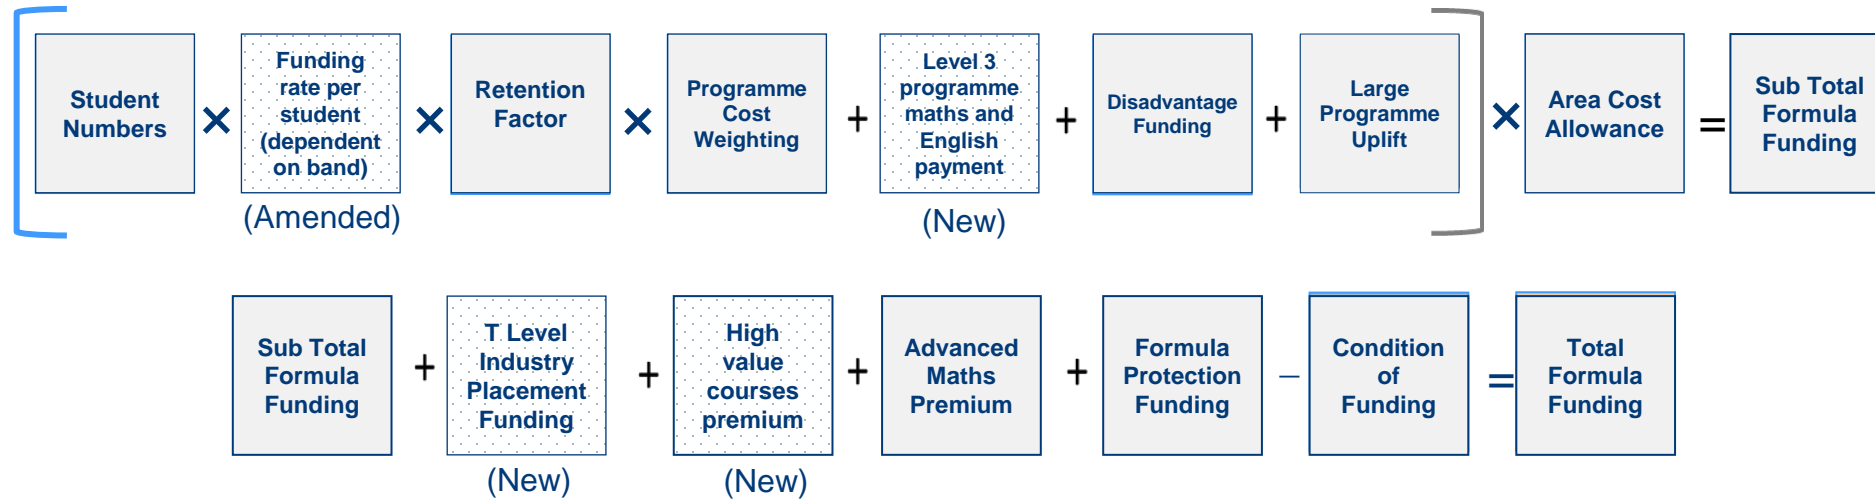 Student
Numbers
×
Funding
rate per
student
(dependent
on band)
(Amended)
×
Retention
Factor
×
Programme
Cost
Weighting
+
Level 3
programme
maths and
English
payment
(New)
+
Disadvantage
Funding
+
Large
Programme
Uplift
×
Area Cost
Allowance
=
Sub Total
Formula
Funding
Sub Total
Formula
Funding
+
T Level
Industry
Placement
Funding
(New)
+
High
value
courses
premium
(New)
+
Advanced
Maths
Premium
+
Formula
Protection
Funding
−
Condition
of
Funding
=
Total
Formula
Funding